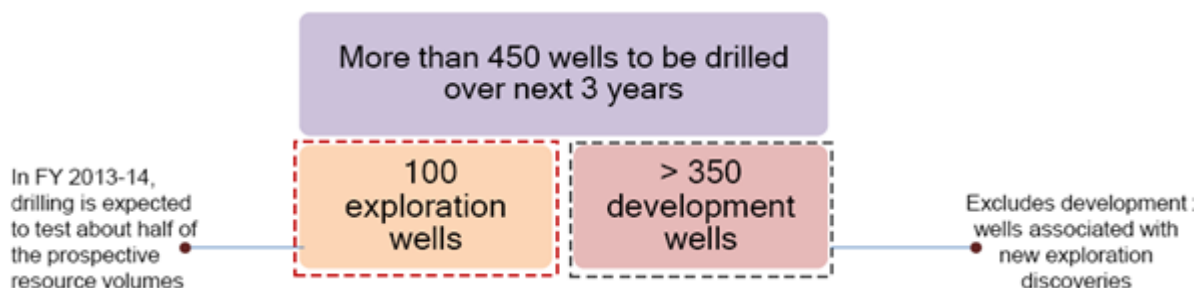 More than 450 wells to be drilled
over next 3 years
In FY 2013-14,
drilling is expected
to test about half of
the prospective
resource volumes
100
exploration
wells
> 350
development
wells
Excludes development
wells associated with
new exploration
discoveries